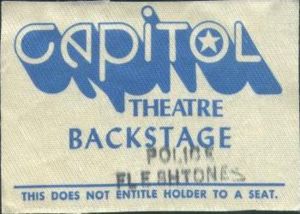 CAPITOL
THEATRE
BACKSTAGE
POLICE
FLESHTONES
THIS DOES NOT ENTITLE HOLDER TO A SEAT.